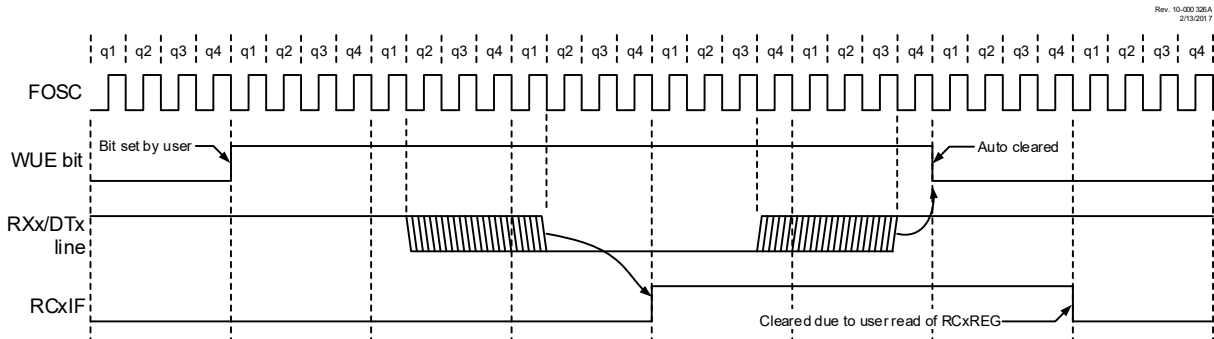 Rev. 10-000 326A
2/13/2017
q1 q2 q3 q4 q1 q2 q3 q4 q1 q2 q3 q4 q1 q2 q3 q4 q1 q2 q3 q4 q1 q2 q3 q4 q1 q2 q3 q4 q1 q2 q3 q4
FOSC
WUE bit
Bit set by user
Auto cleared
RXx/DTx
line
RCxIF
Cleared due to user read of RCxREG